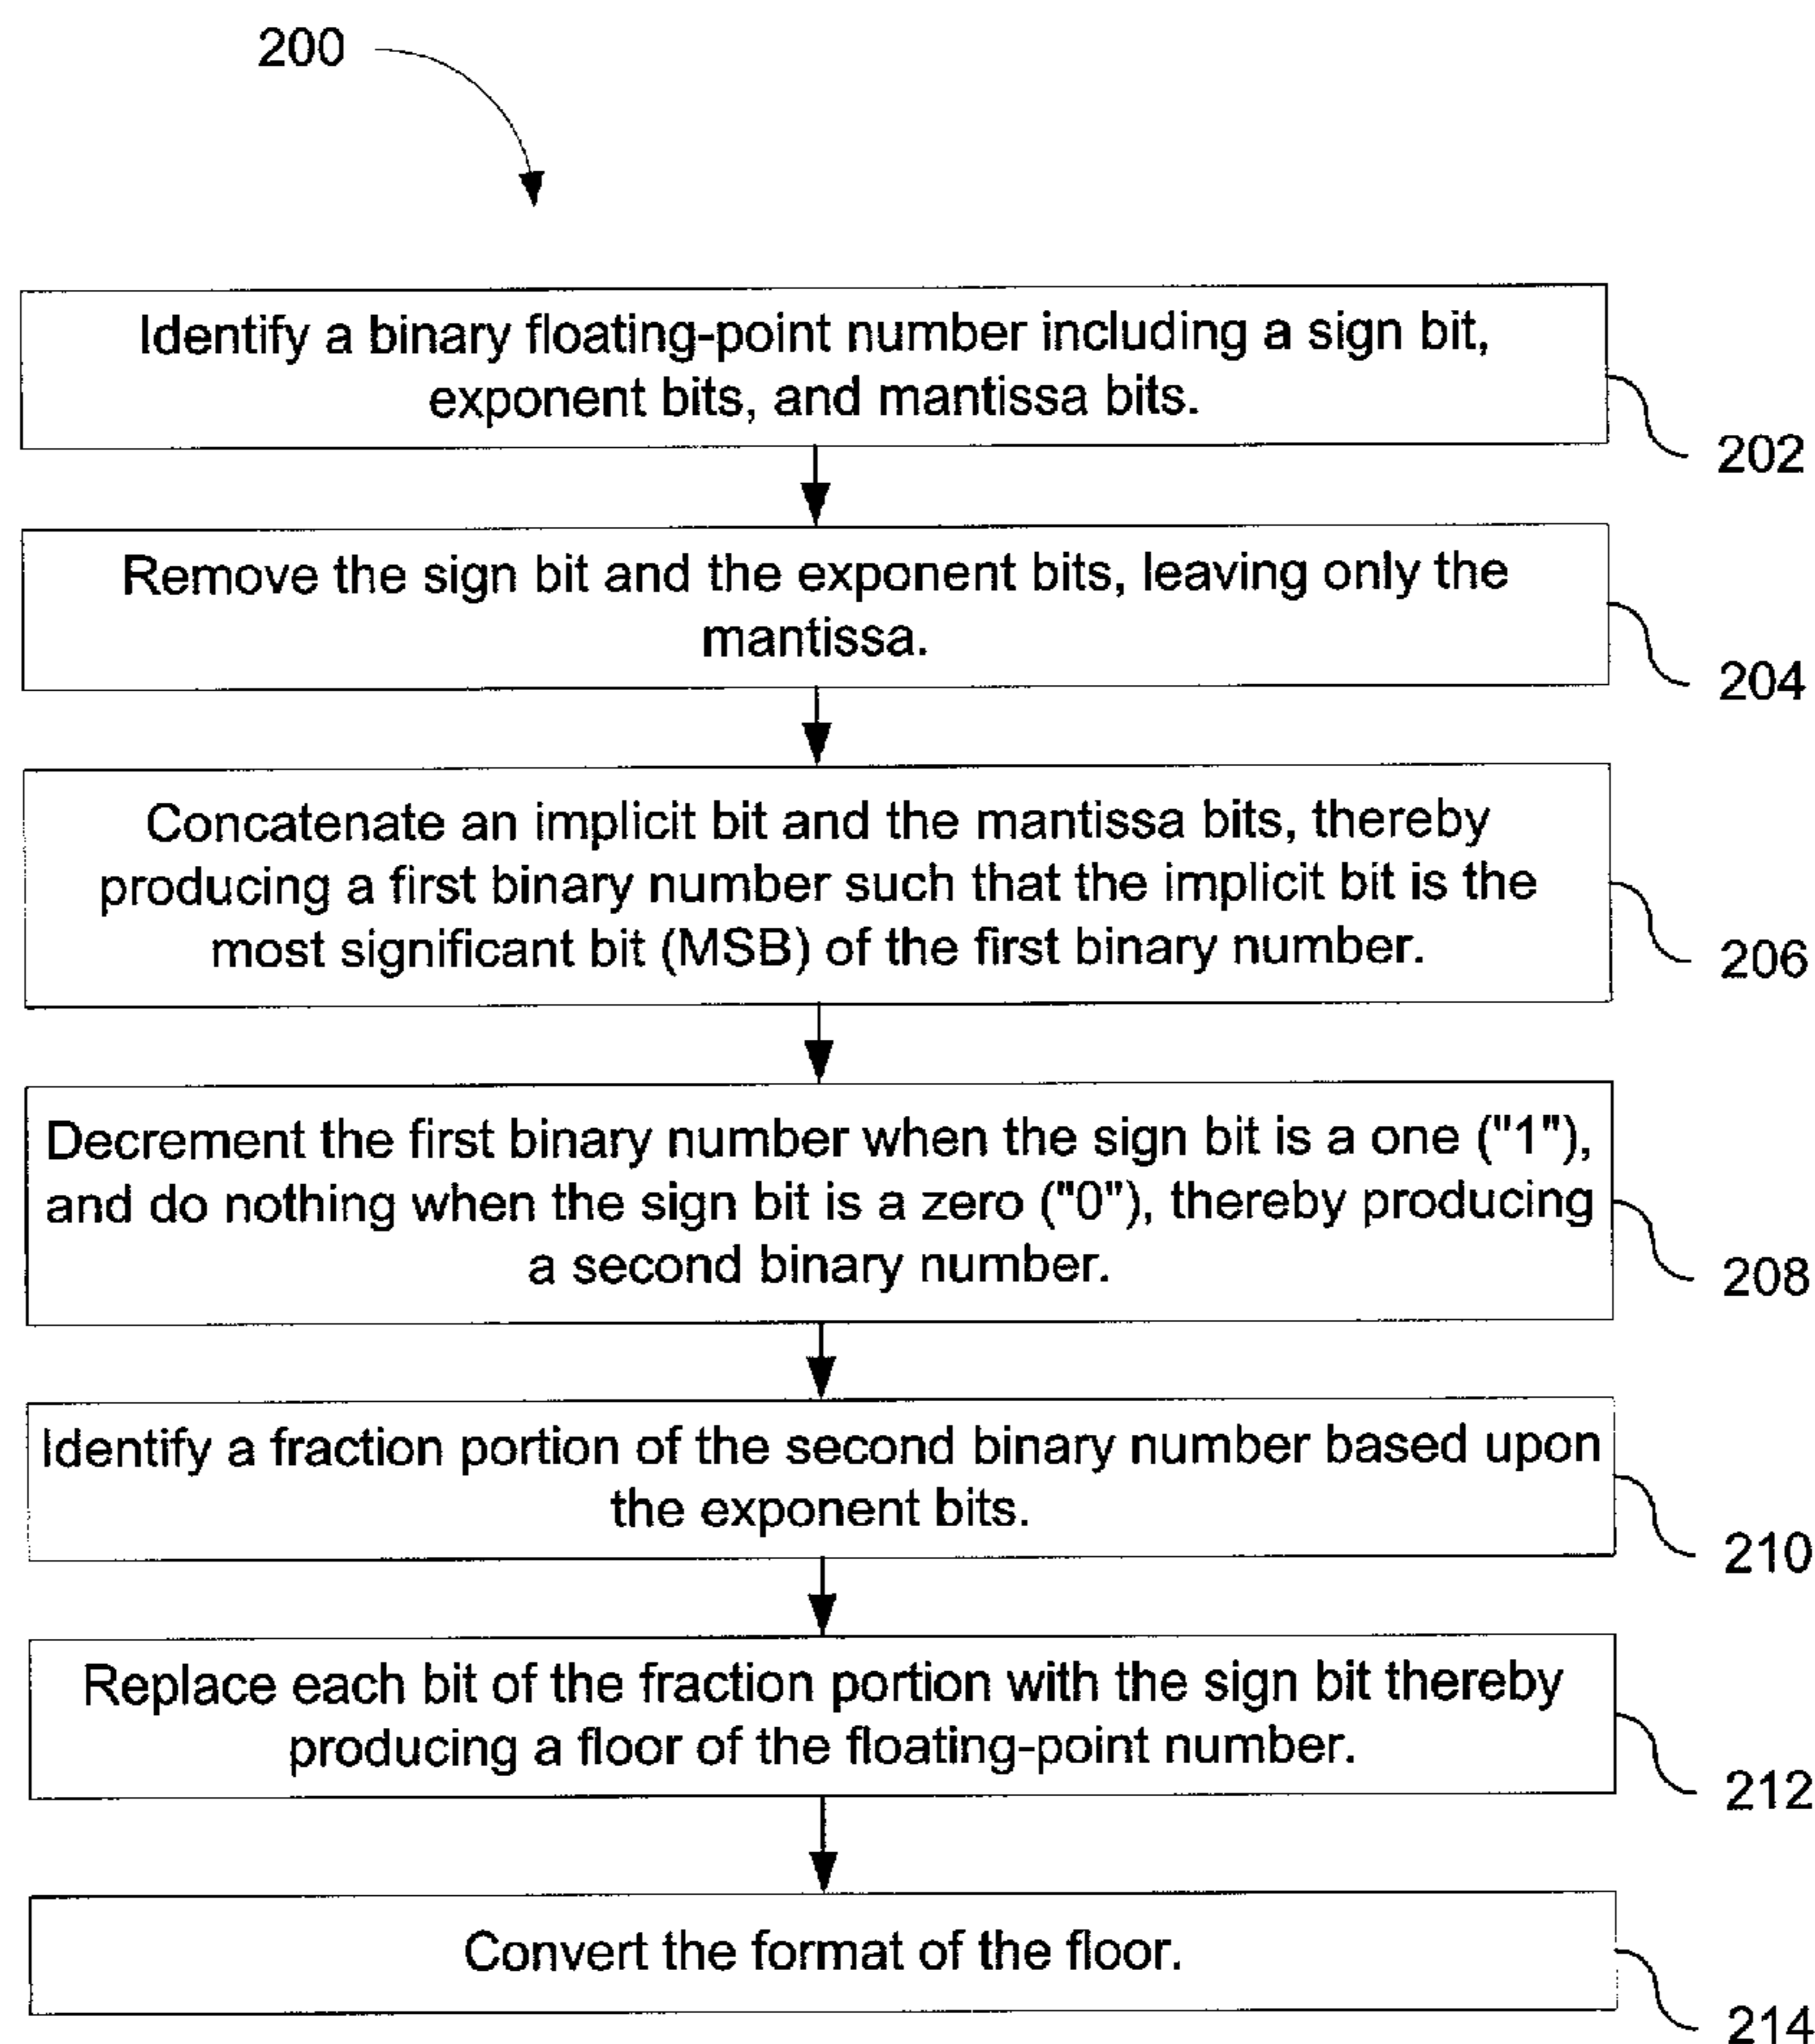 200
Identify a binary floating-point number including a sign bit,
exponent bits, and mantissa bits.
202
Remove the sign bit and the exponent bits, leaving only the
mantissa.
204
Concatenate an implicit bit and the mantissa bits, thereby
producing a first binary number such that the implicit bit is the
most significant bit (MSB) of the first binary number.
206
Decrement the first binary number when the sign bit is a one ("1"),
and do nothing when the sign bit is a zero ("0"), thereby producing
a second binary number.
208
Identify a fraction portion of the second binary number based upon
the exponent bits.
210
Replace each bit of the fraction portion with the sign bit thereby
producing a floor of the floating-point number.
212
Convert the format of the floor.
214